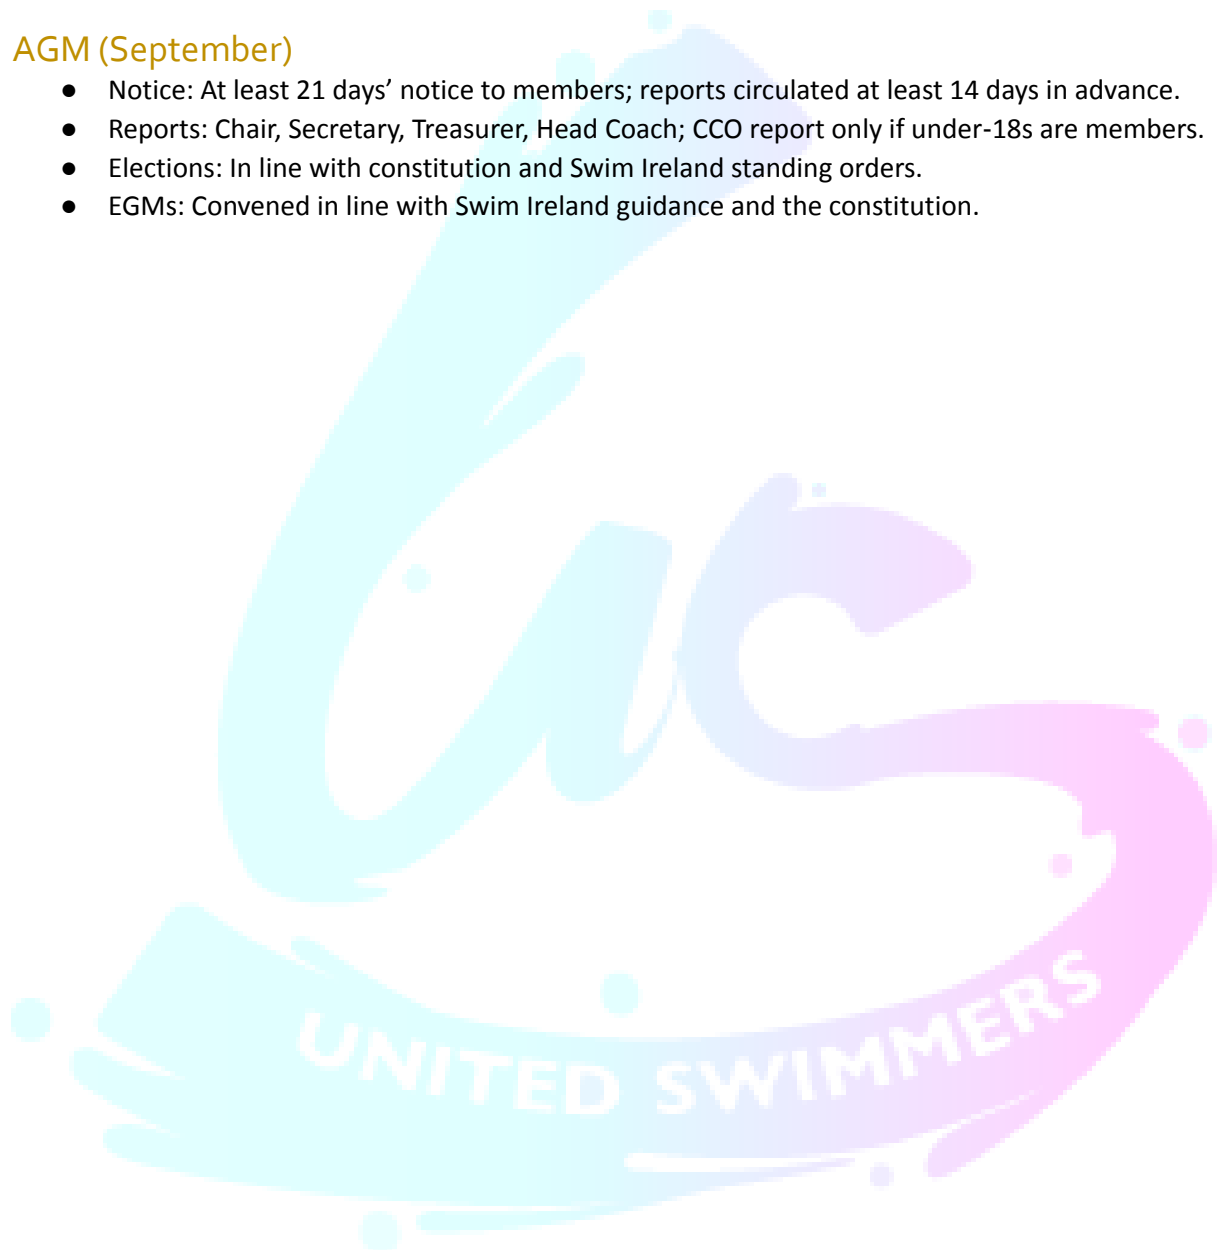 AGM (September)
● Notice: At least 21 days’ notice to members; reports circulated at least 14 days in advance.
● Reports: Chair, Secretary, Treasurer, Head Coach; CCO report only if under-18s are members.
● Elections: In line with constitution and Swim Ireland standing orders.
● EGMs: Convened in line with Swim Ireland guidance and the constitution.
us
UNITED SWIMMERS